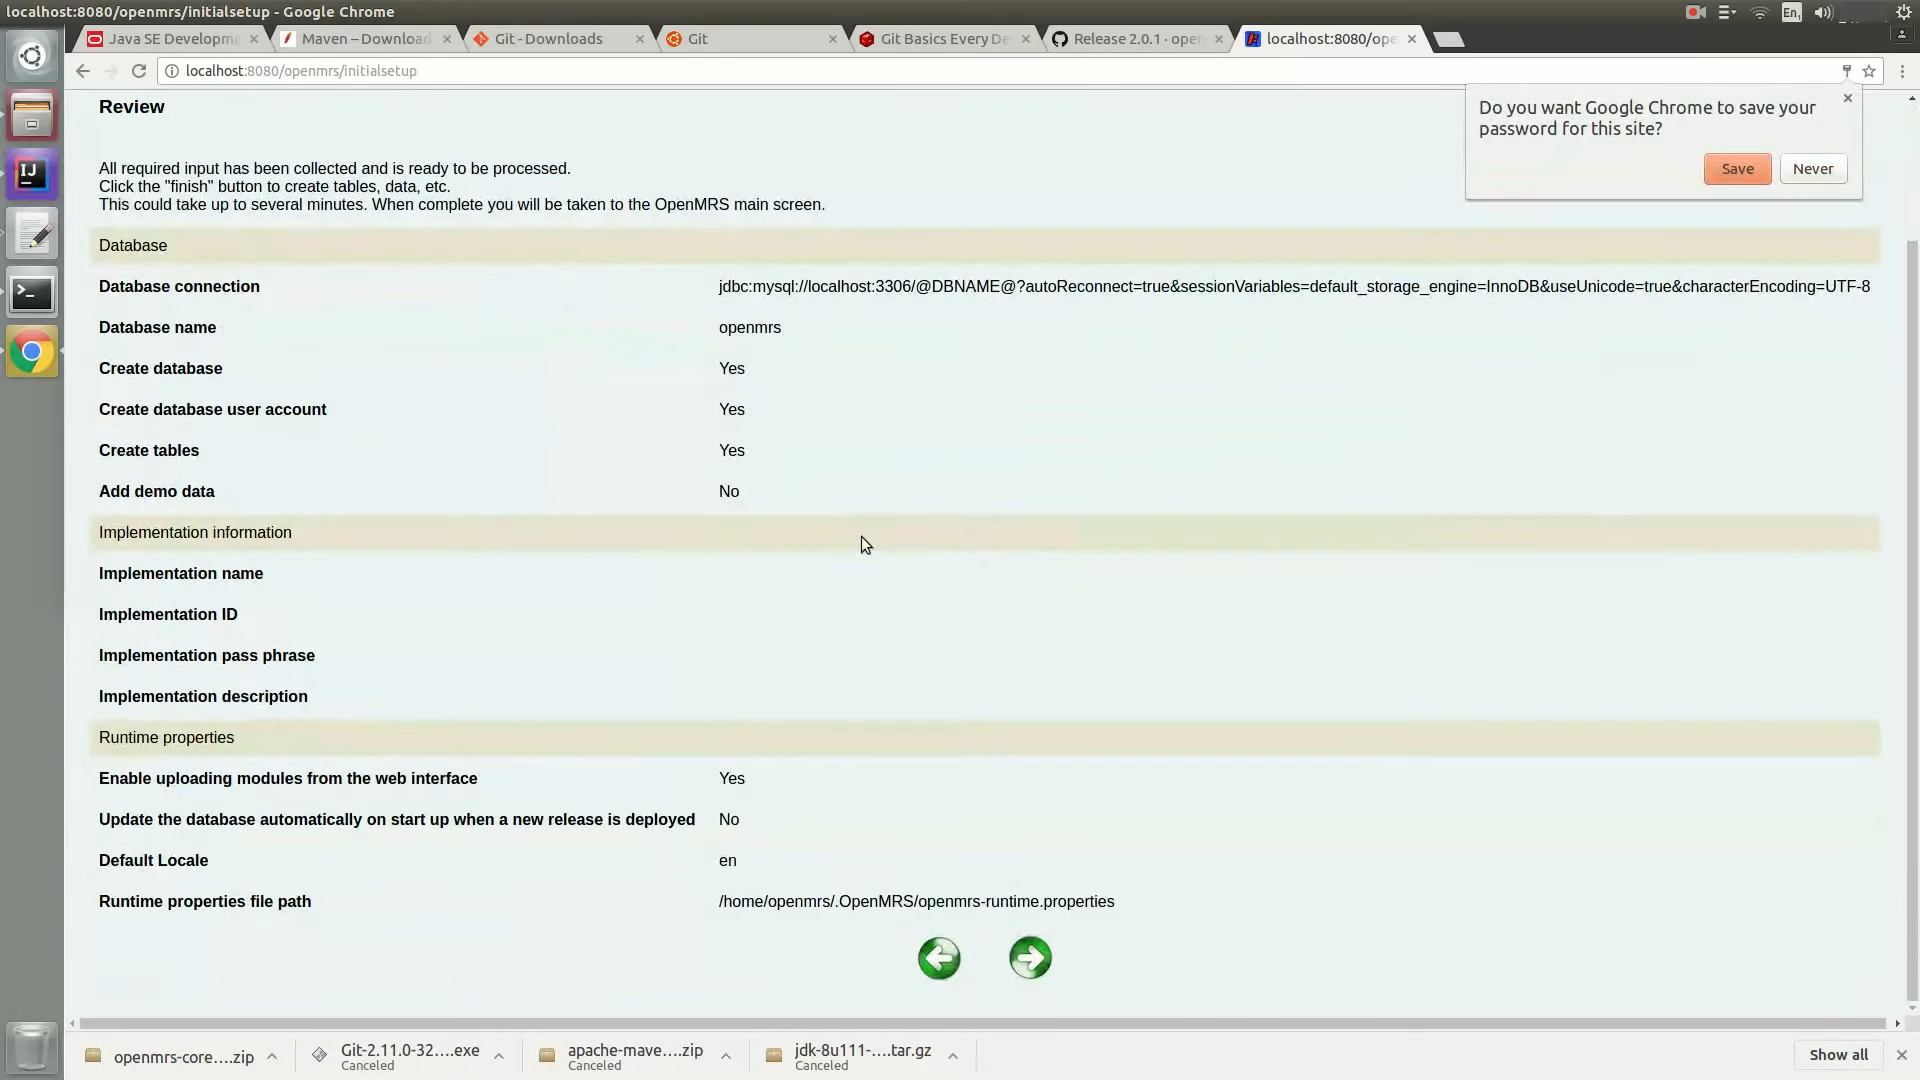 localhost:8080/openmrs/initialsetup - Google Chrome
En
Java SE Developm
Maven – Download
Git - Downloads
Git
Git Basics Every De
Release 2.0.1 · open
localhost:8080/ope
localhost:8080/openmrs/initialsetup
Do you want Google Chrome to save your
password for this site?
Save
Never
Review
All required input has been collected and is ready to be processed.
Click the "finish" button to create tables, data, etc.
This could take up to several minutes. When complete you will be taken to the OpenMRS main screen.
Database
Database connection jdbc:mysql://localhost:3306/@DBNAME@?autoReconnect=true&sessionVariables=default_storage_engine=InnoDB&useUnicode=true&characterEncoding=UTF-8
Database name openmrs
Create database Yes
Create database user account Yes
Create tables Yes
Add demo data No
Implementation information
Implementation name
Implementation ID
Implementation pass phrase
Implementation description
Runtime properties
Enable uploading modules from the web interface Yes
Update the database automatically on start up when a new release is deployed No
Default Locale en
Runtime properties file path /home/openmrs/.OpenMRS/openmrs-runtime.properties
openmrs-core....zip
Git-2.11.0-32....exe
Canceled
apache-mave....zip
Canceled
jdk-8u111-....tar.gz
Canceled
Show all
IJ